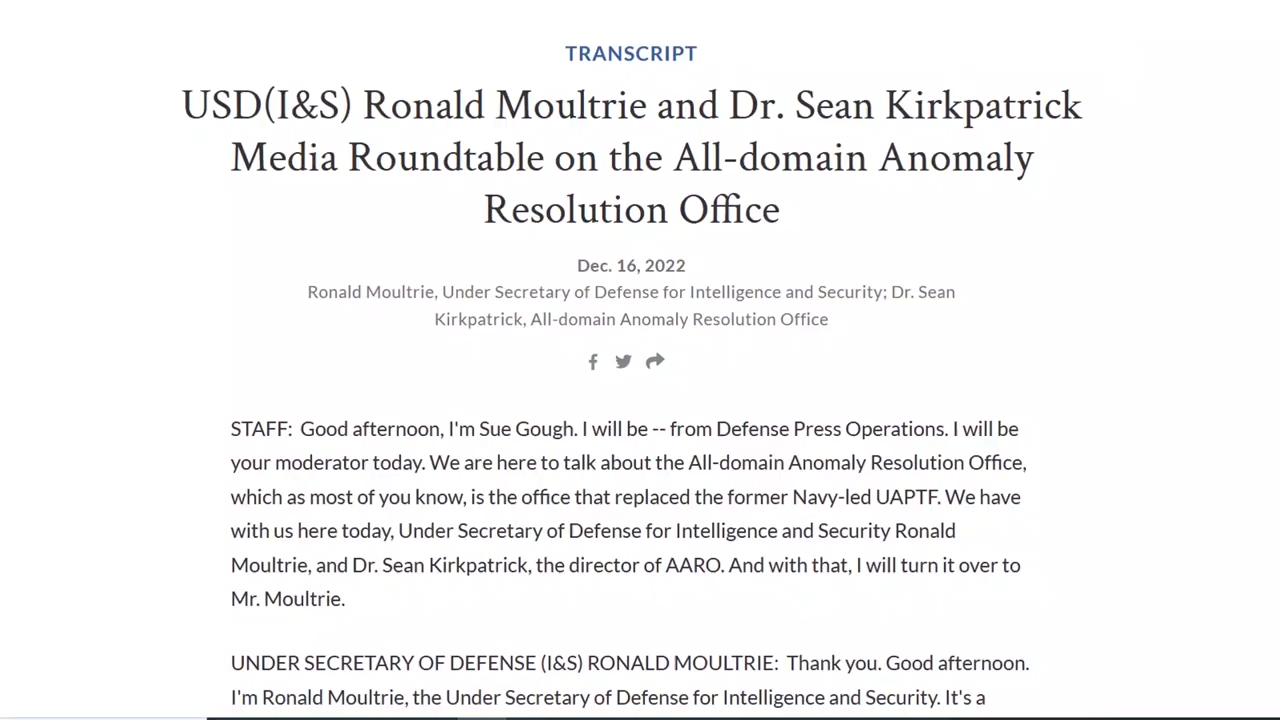 TRANSCRIPT
USD(I&S) Ronald Moultrie and Dr. Sean Kirkpatrick
Media Roundtable on the All-domain Anomaly
Resolution Office
Dec. 16, 2022
Ronald Moultrie, Under Secretary of Defense for Intelligence and Security; Dr. Sean
Kirkpatrick, All-domain Anomaly Resolution Office
STAFF:  Good afternoon, I'm Sue Gough. I will be -- from Defense Press Operations. I will be
your moderator today. We are here to talk about the All-domain Anomaly Resolution Office,
which as most of you know, is the office that replaced the former Navy-led UAPTF. We have
with us here today, Under Secretary of Defense for Intelligence and Security Ronald
Moultrie, and Dr. Sean Kirkpatrick, the director of AARO. And with that, I will turn it over to
Mr. Moultrie.
UNDER SECRETARY OF DEFENSE (I&S) RONALD MOULTRIE:  Thank you. Good afternoon.
I'm Ronald Moultrie, the Under Secretary of Defense for Intelligence and Security. It's a